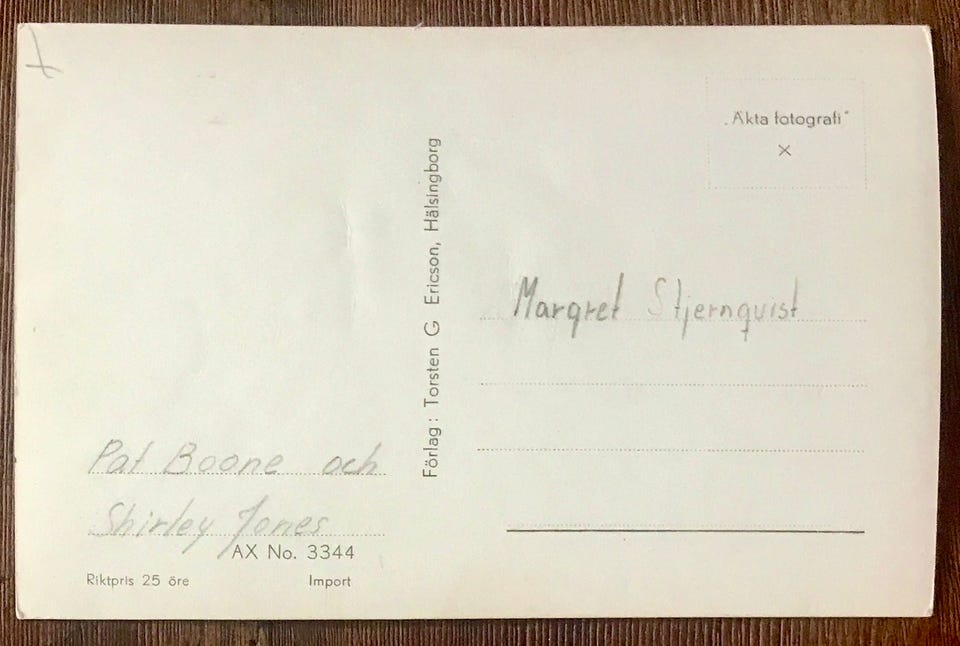 „Äkta fotografi"
×
Förlag: Torsten G Ericson, Hälsingborg
Margret Stjernquist
Pat Boone och
Shirley Jones
AX No. 3344
Riktpris 25 öre Import